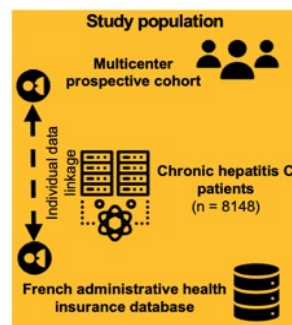 Study population
Multicenter
prospective cohort
Individual data
linkage
Chronic hepatitis C
patients
(n = 8148)
French administrative health
insurance database